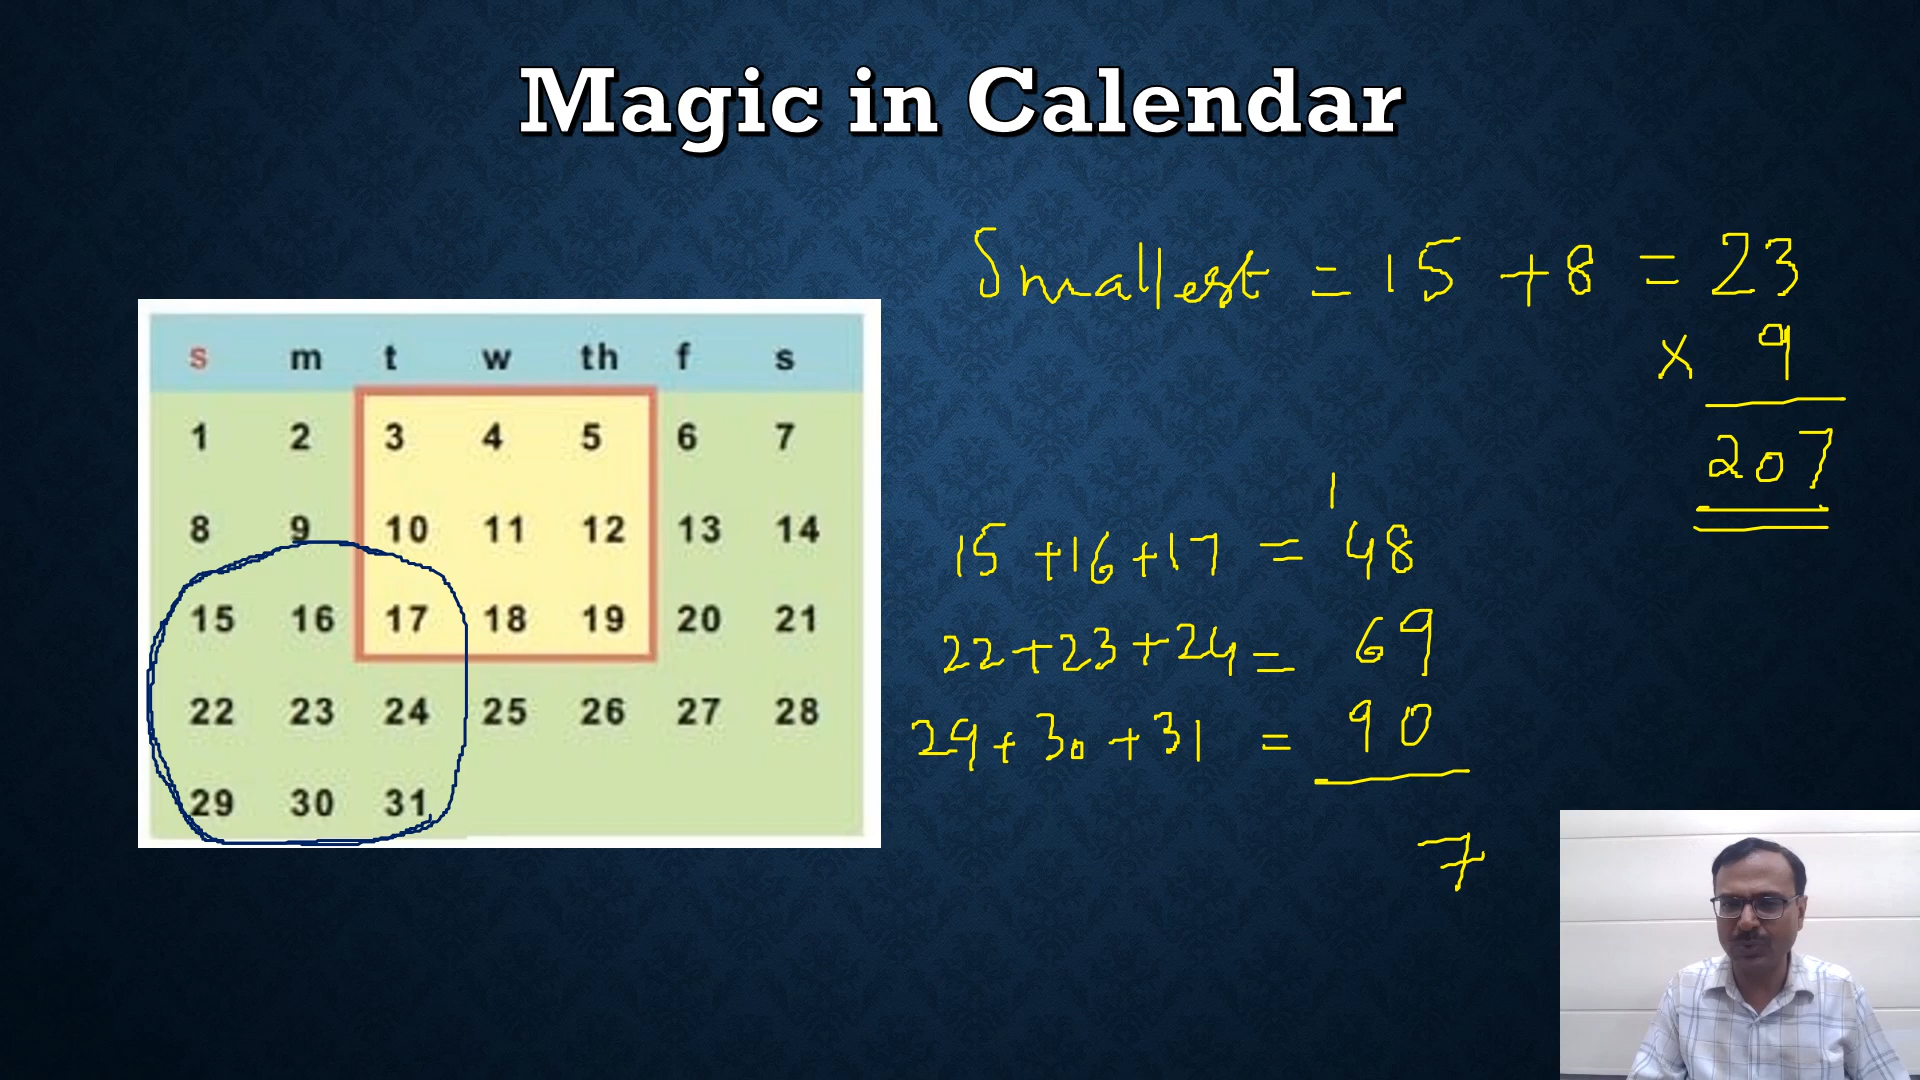 Magic in Calendar
s m t w th f s
1 2 3 4 5 6 7
8 9 10 11 12 13 14
15 16 17 18 19 20 21
22 23 24 25 26 27 28
29 30 31
Smallest = 15 + 8 = 23
x 9
207
1
15 + 16 + 17 = 48
22 + 23 + 24 = 69
29 + 30 + 31 = 90
7